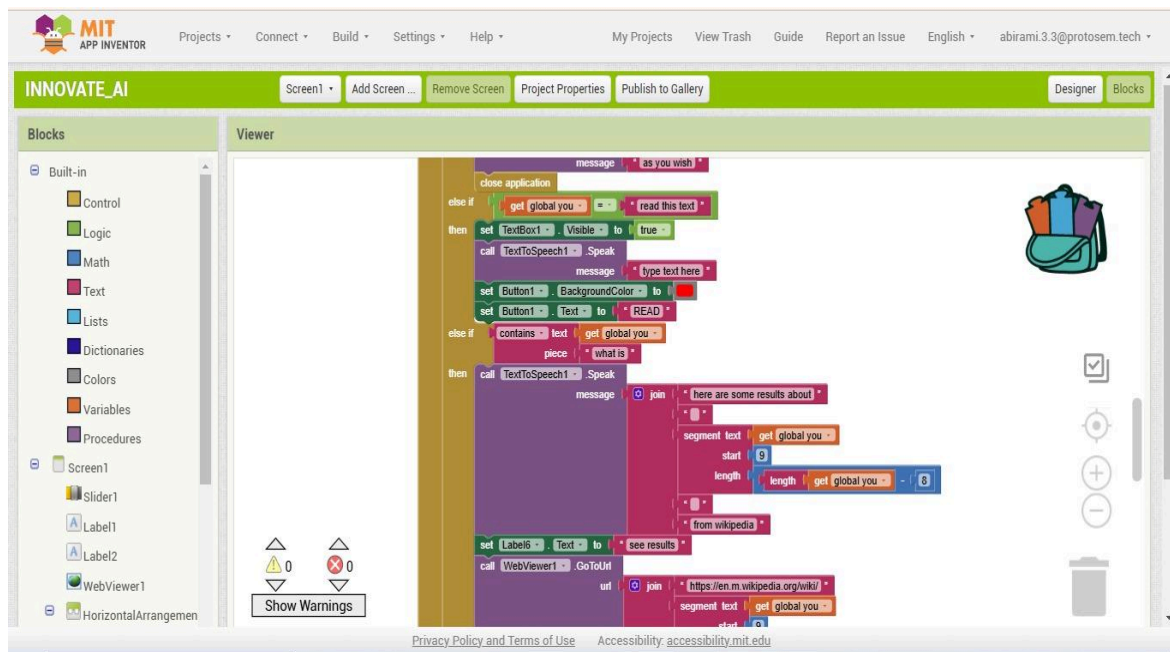 MIT
APP INVENTOR
Projects
Connect
Build
Settings
Help
My Projects
View Trash
Guide
Report an Issue
English
abirami.3.3@protosem.tech
INNOVATE_AI
Screen1
Add Screen ...
Remove Screen
Project Properties
Publish to Gallery
Designer
Blocks
Blocks
Viewer
Built-in
Control
Logic
Math
Text
Lists
Dictionaries
Colors
Variables
Procedures
Screen1
Slider1
Label1
Label2
WebViewer1
HorizontalArrangemen
message " as you wish "
close application
else if get global you = " read this text "
then set TextBox1 . Visible to true
call TextToSpeech1 .Speak
message " type text here "
set Button1 . BackgroundColor to
set Button1 . Text to " READ "
else if contains text get global you
piece " what is "
then call TextToSpeech1 .Speak
message join " here are some results about "
" "
segment text get global you
start 9
length length get global you - 8
" "
" from wikipedia "
set Label6 . Text to " see results "
call WebViewer1 .GoToUrl
url join " https://en.m.wikipedia.org/wiki/ "
segment text get global you
start 9
0
0
Show Warnings
Privacy Policy and Terms of Use
Accessibility: accessibility.mit.edu